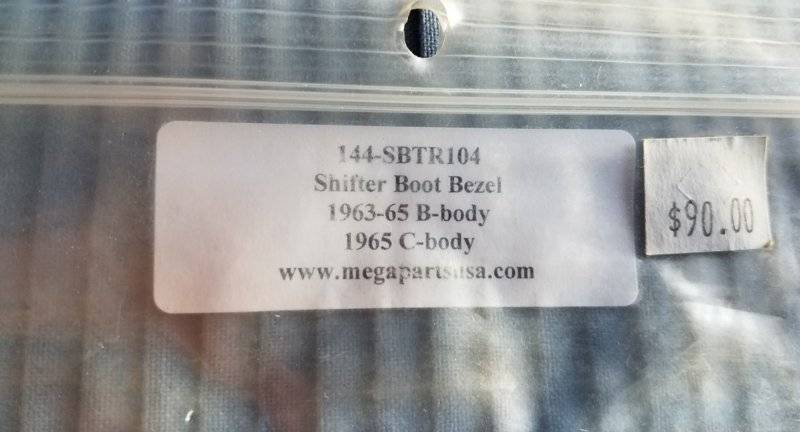 144-SBTR104
Shifter Boot Bezel
1963-65 B-body
1965 C-body
www.megapartsusa.com
$90.00